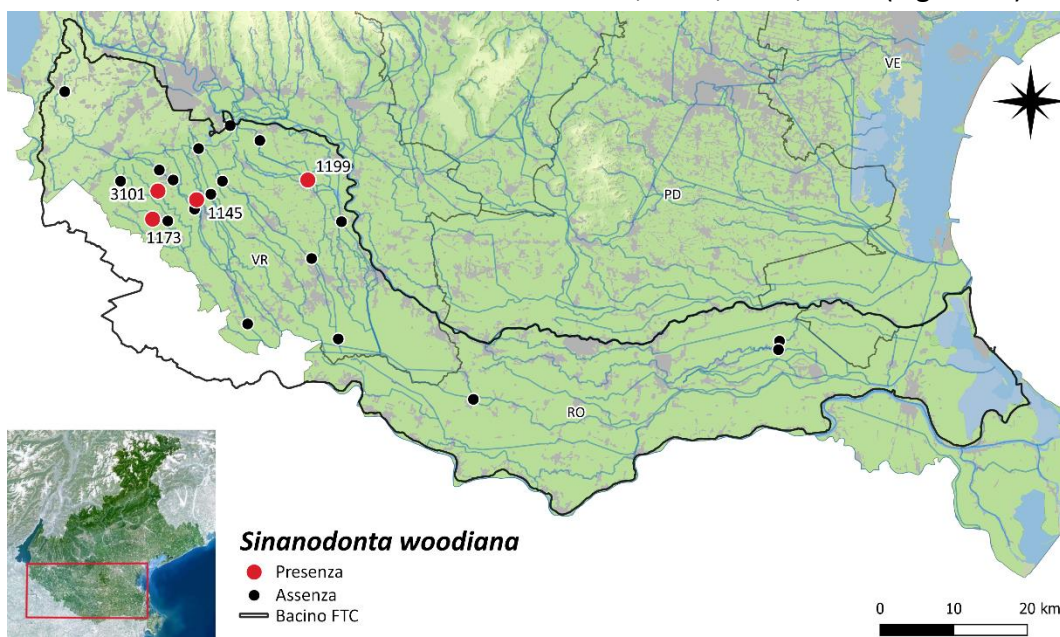 VE
1199
3101
1145
PD
1173
VR
RO
Sinanodonta woodiana
Presenza
Assenza
Bacino FTC
0 10 20 km